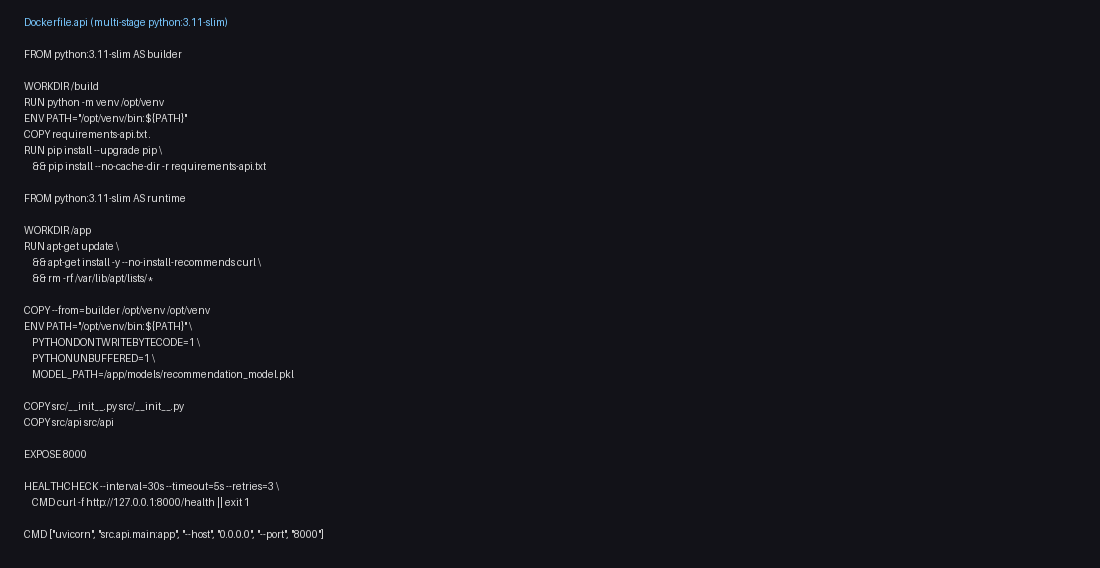 Dockerfile.api (multi-stage python:3.11-slim)
FROM python:3.11-slim AS builder
WORKDIR /build
RUN python -m venv /opt/venv
ENV PATH="/opt/venv/bin:${PATH}"
COPY requirements-api.txt .
RUN pip install --upgrade pip \
    && pip install --no-cache-dir -r requirements-api.txt
FROM python:3.11-slim AS runtime
WORKDIR /app
RUN apt-get update \
    && apt-get install -y --no-install-recommends curl \
    && rm -rf /var/lib/apt/lists/*
COPY --from=builder /opt/venv /opt/venv
ENV PATH="/opt/venv/bin:${PATH}" \
    PYTHONDONTWRITEBYTECODE=1 \
    PYTHONUNBUFFERED=1 \
    MODEL_PATH=/app/models/recommendation_model.pkl
COPY src/__init__.py src/__init__.py
COPY src/api src/api
EXPOSE 8000
HEALTHCHECK --interval=30s --timeout=5s --retries=3 \
    CMD curl -f http://127.0.0.1:8000/health || exit 1
CMD ["uvicorn", "src.api.main:app", "--host", "0.0.0.0", "--port", "8000"]